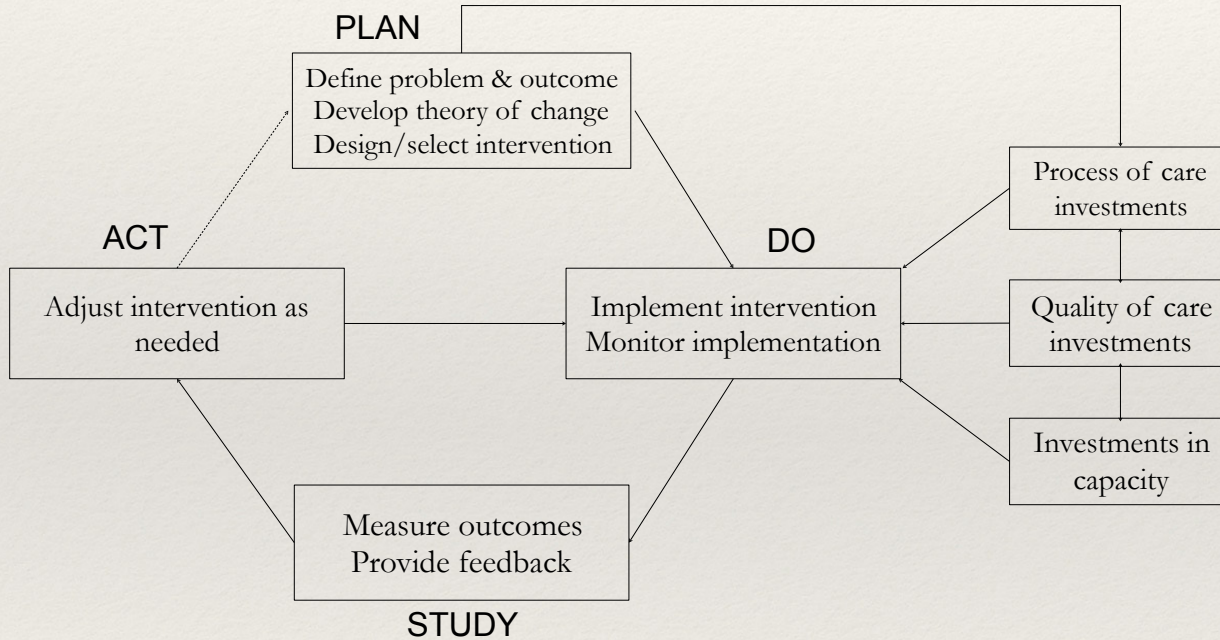 PLAN
Define problem & outcome
Develop theory of change
Design/select intervention
Process of care
investments
ACT
DO
Adjust intervention as
needed
Implement intervention
Monitor implementation
Quality of care
investments
Investments in
capacity
Measure outcomes
Provide feedback
STUDY